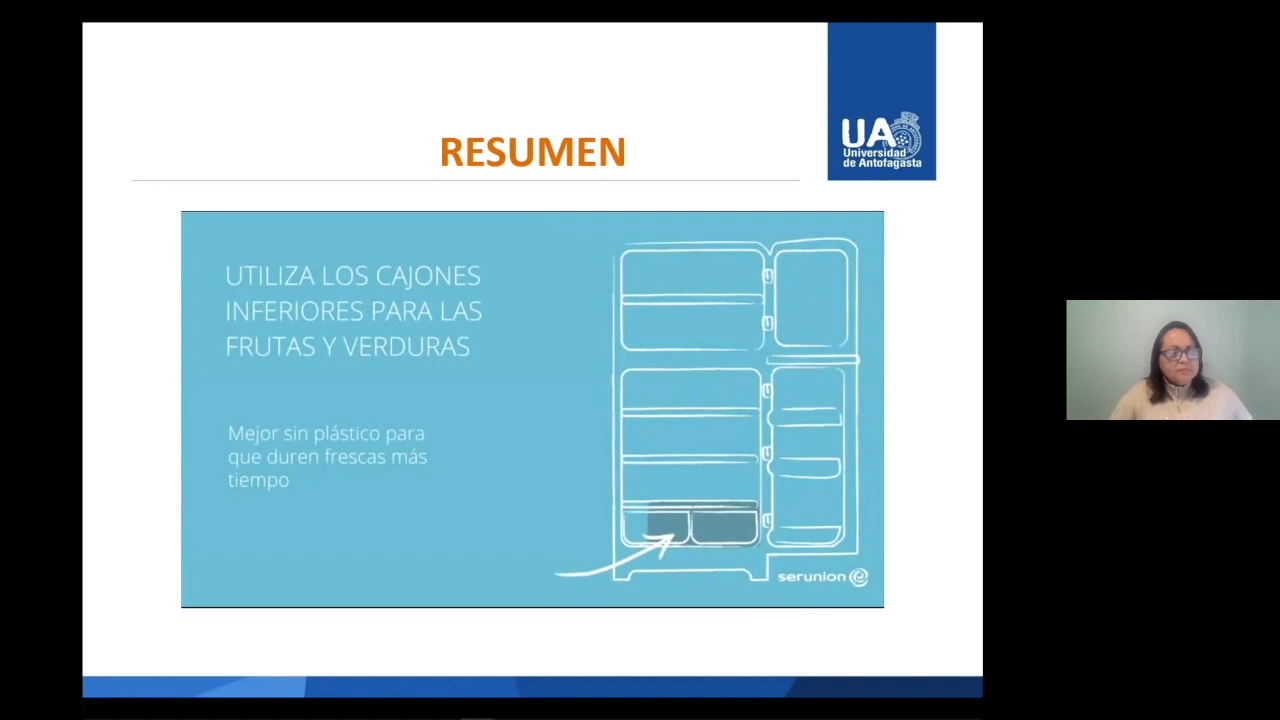 RESUMEN
UA
Universidad
de Antofagasta
UTILIZA LOS CAJONES
INFERIORES PARA LAS
FRUTAS Y VERDURAS
Mejor sin plástico para
que duren frescas más
tiempo
serunion